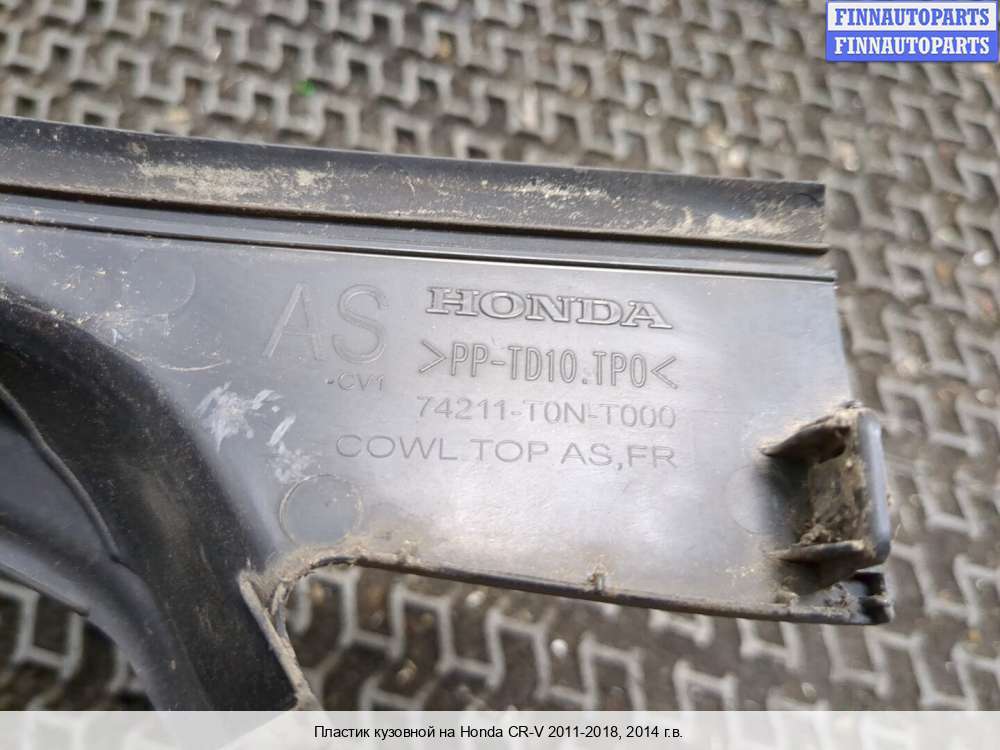 FINNAUTOPARTS
FINNAUTOPARTS
AS
HONDA
>PP-TD10.TPO<
·CV1
74211-T0N-T000
COWL TOP AS,FR
Пластик кузовной на Honda CR-V 2011-2018, 2014 г.в.